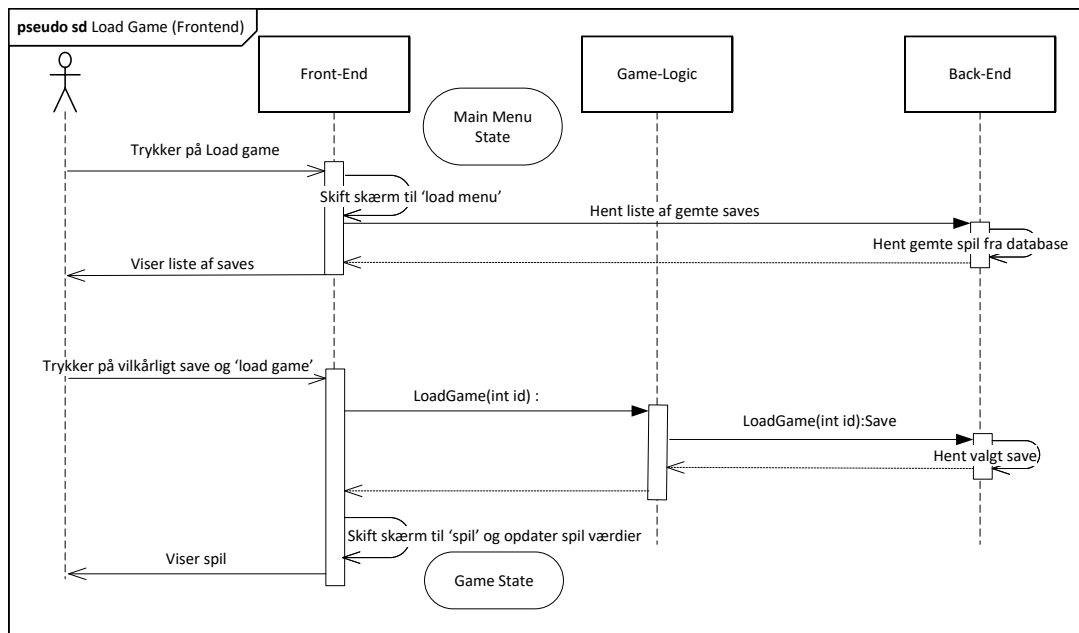 pseudo sd Load Game (Frontend)
Front-End
Game-Logic
Back-End
Main Menu
State
Trykker på Load game
Skift skærm til ‘load menu’
Hent liste af gemte saves
Hent gemte spil fra database
Viser liste af saves
Trykker på vilkårligt save og ‘load game’
LoadGame(int id) :
LoadGame(int id):Save
Hent valgt save
Skift skærm til ‘spil’ og opdater spil værdier
Viser spil
Game State